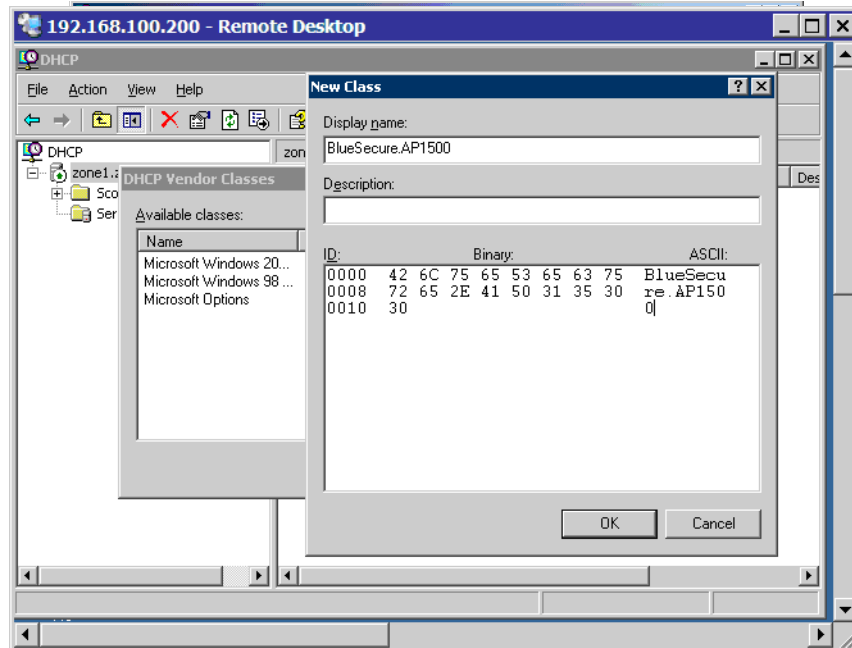 192.168.100.200 - Remote Desktop
DHCP
File Action View Help
DHCP
zone1.z
Sco
Ser
zon
Des
DHCP Vendor Classes
Available classes:
Name
Microsoft Windows 20...
Microsoft Windows 98 ...
Microsoft Options
New Class
Display name:
BlueSecure.AP1500
Description:
ID: Binary: ASCII:
0000 42 6C 75 65 53 65 63 75 BlueSecu
0008 72 65 2E 41 50 31 35 30 re.AP150
0010 30 0
OK Cancel